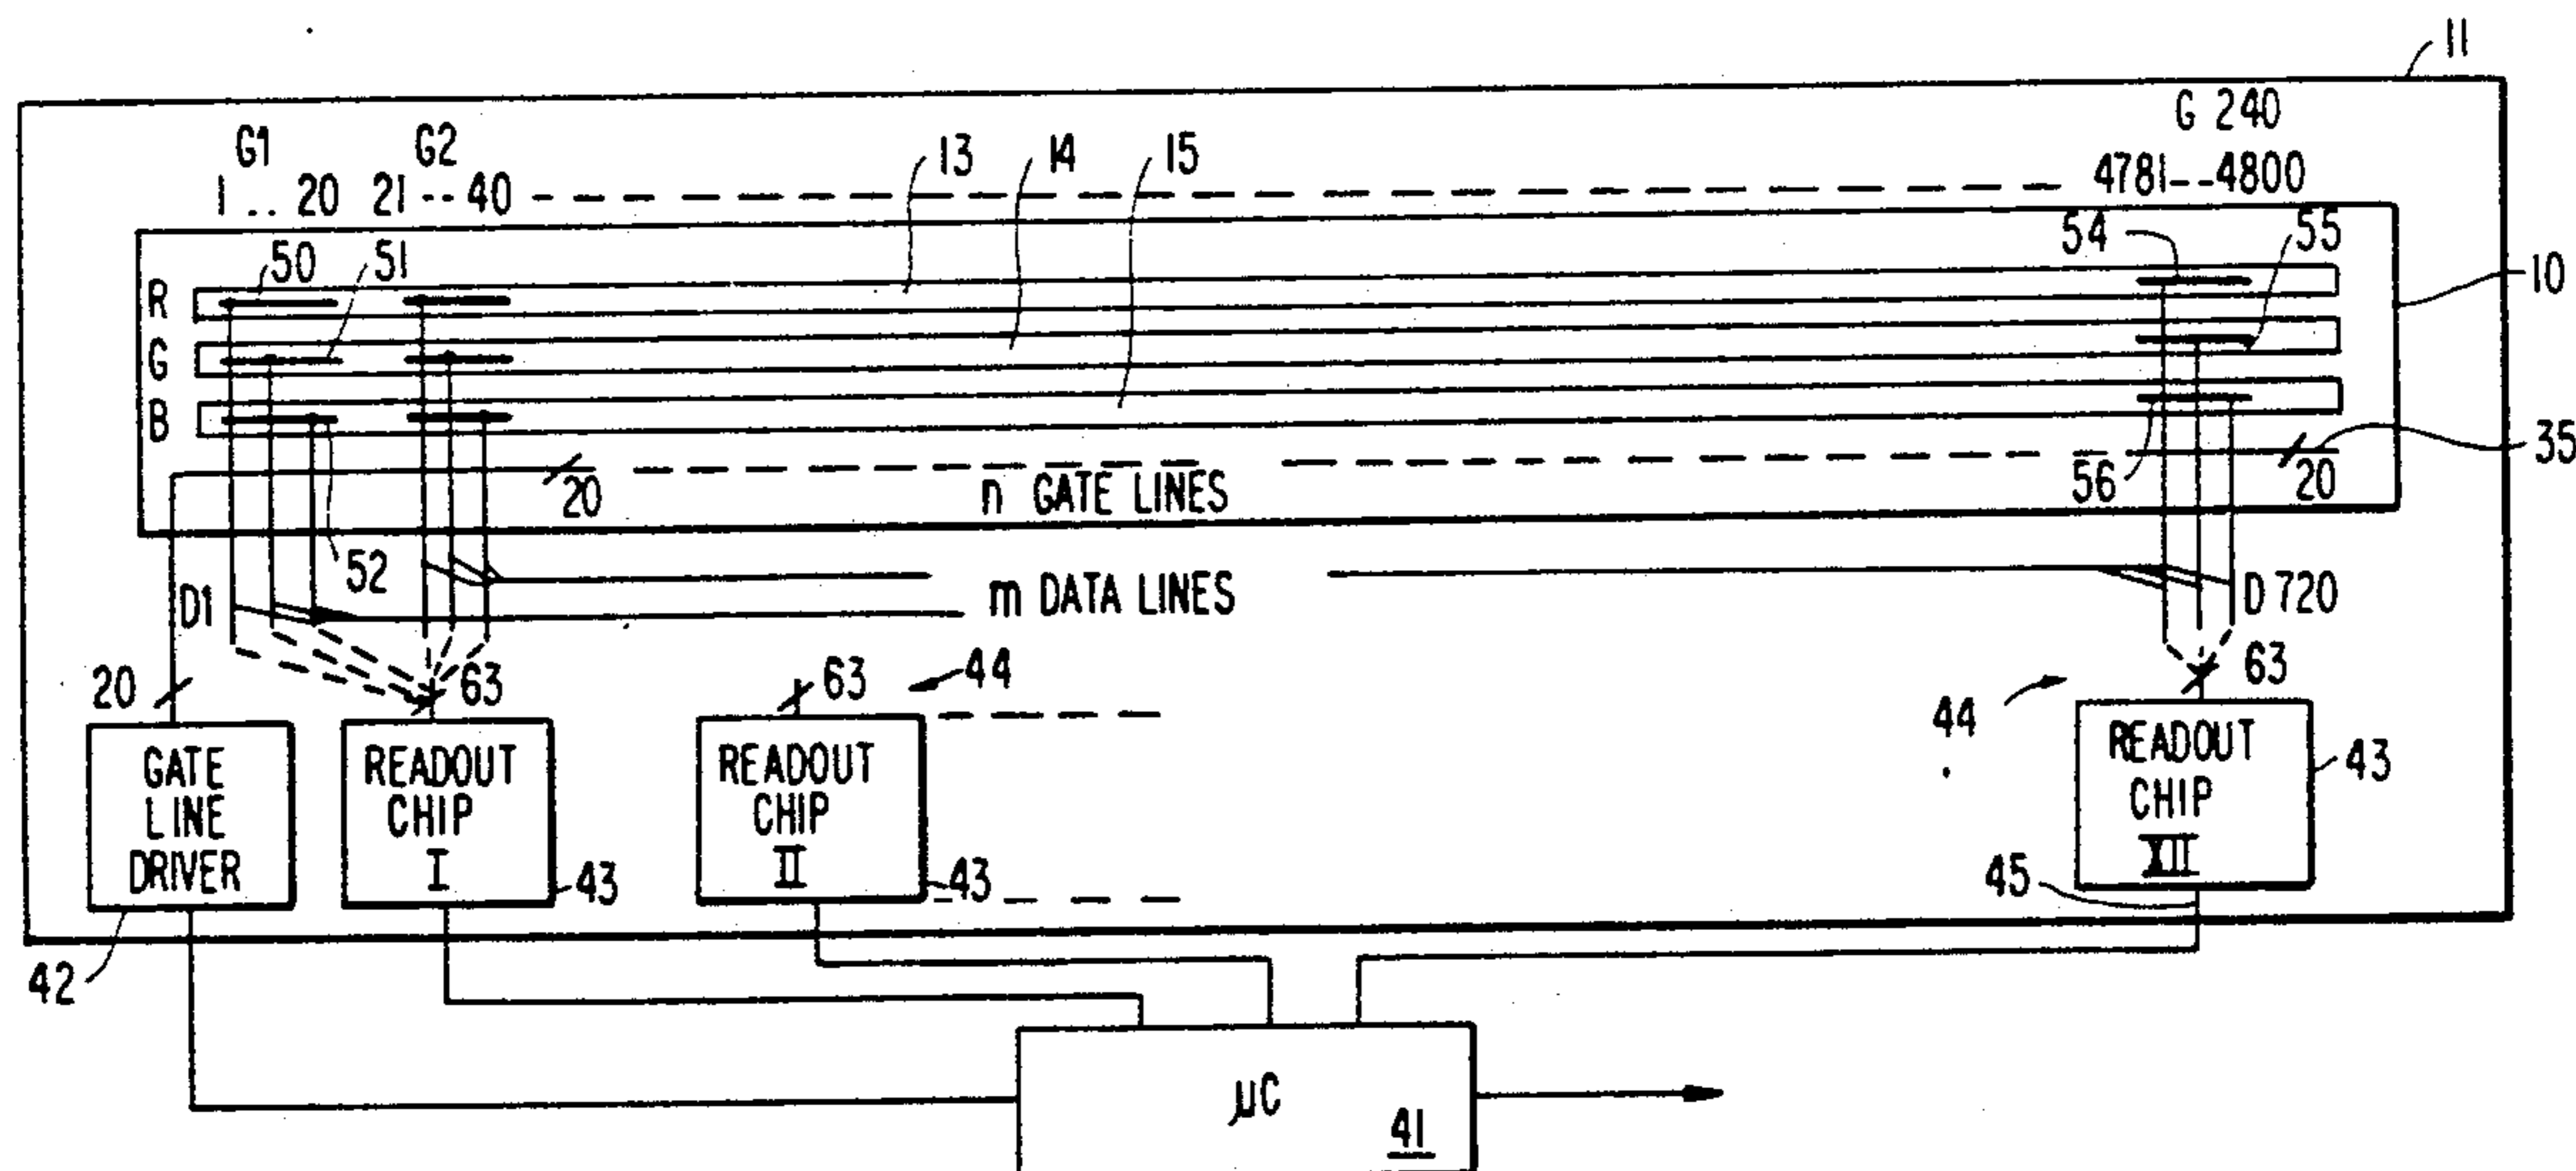 11
G1 G2 G 240
1 .. 20 21 -- 40 4781--4800
13 14 15
50 51 54 55
R
G
B
10
35
20 n GATE LINES 56 20
52
D1 m DATA LINES D 720
20 63 63 44 44 63
GATE LINE DRIVER
READOUT CHIP I
43
READOUT CHIP II
43
READOUT CHIP XII
43
45
42
μC
41